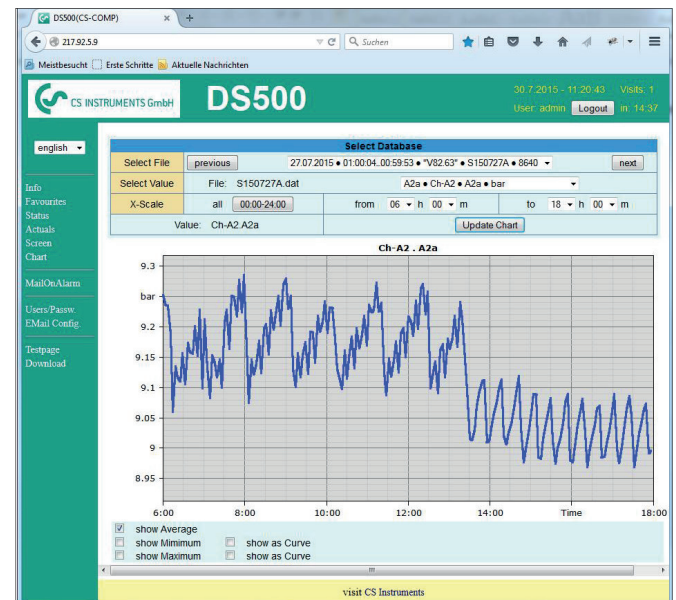 DS500(CS-COMP) × +
217.92.5.9 Suchen
Meistbesucht Erste Schritte Aktuelle Nachrichten
CS INSTRUMENTS GmbH DS500
30.7.2015 - 11:20:43 Visits: 1
User: admin Logout in: 14:37
english
Info
Favourites
Status
Actuals
Screen
Chart
MailOnAlarm
Users/Passw.
EMail Config.
Testpage
Download
Select Database
Select File previous 27.07.2015 • 01:00:04..00:59:53 • "V82.63" • S150727A • 8640 next
Select Value File: S150727A.dat A2a • Ch-A2 • A2a • bar
X-Scale all 00:00-24:00 from 06 h 00 m to 18 h 00 m
Value: Ch-A2.A2a Update Chart
Ch-A2 . A2a
9.3
bar
9.2
9.15
9.1
9.05
9
8.95
6:00 8:00 10:00 12:00 14:00 Time 18:00
show Average
show Mimimum show as Curve
show Maximum show as Curve
visit CS Instruments